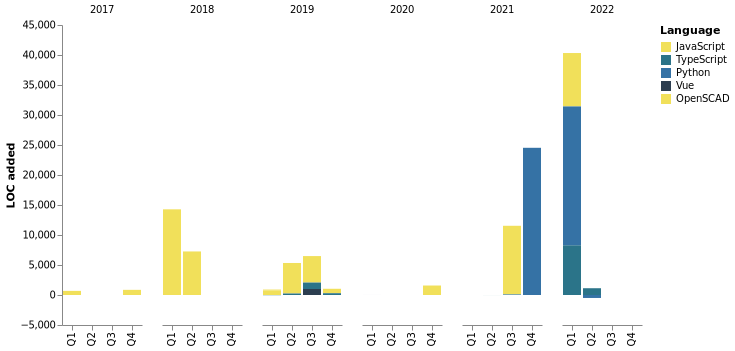 2017 2018 2019 2020 2021 2022
45,000
40,000
35,000
30,000
25,000
20,000
15,000
10,000
5,000
0
−5,000
LOC added
Q1 Q2 Q3 Q4 Q1 Q2 Q3 Q4 Q1 Q2 Q3 Q4 Q1 Q2 Q3 Q4 Q1 Q2 Q3 Q4 Q1 Q2 Q3 Q4
Language
JavaScript
TypeScript
Python
Vue
OpenSCAD